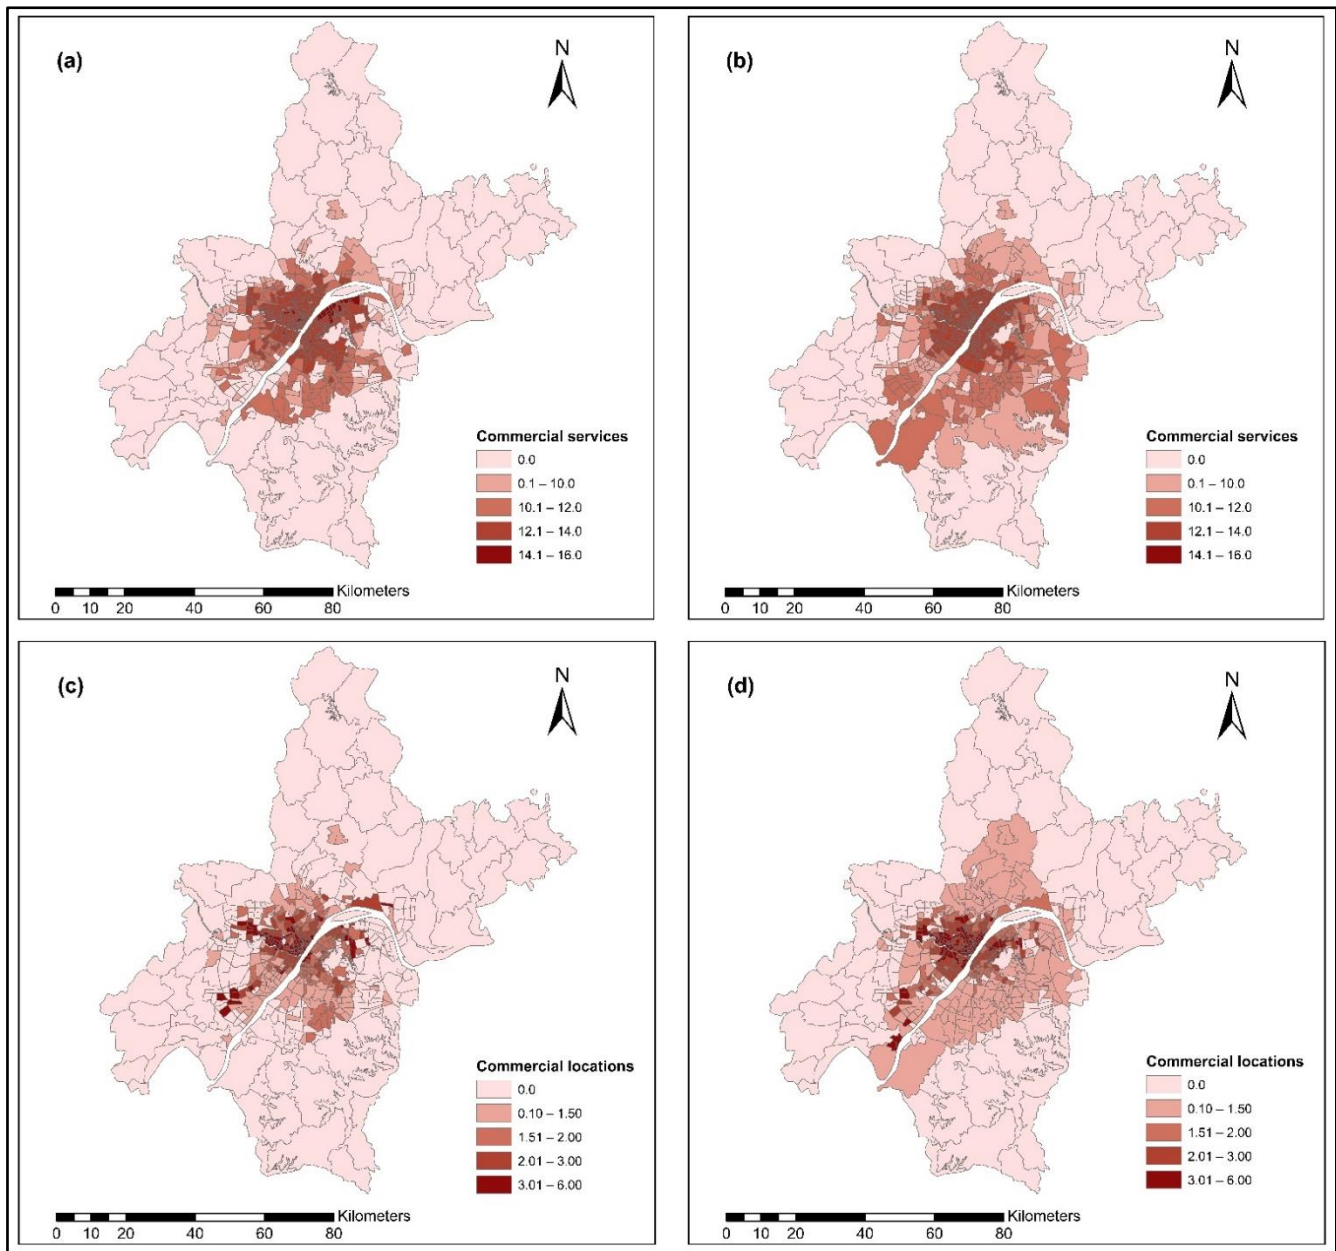 (a)
N
Commercial services
0.0
0.1 – 10.0
10.1 – 12.0
12.1 – 14.0
14.1 – 16.0
Kilometers
0 10 20 40 60 80
(b)
N
Commercial services
0.0
0.1 – 10.0
10.1 – 12.0
12.1 – 14.0
14.1 – 16.0
Kilometers
0 10 20 40 60 80
(c)
N
Commercial locations
0.0
0.10 – 1.50
1.51 – 2.00
2.01 – 3.00
3.01 – 6.00
Kilometers
0 10 20 40 60 80
(d)
N
Commercial locations
0.0
0.10 – 1.50
1.51 – 2.00
2.01 – 3.00
3.01 – 6.00
Kilometers
0 10 20 40 60 80